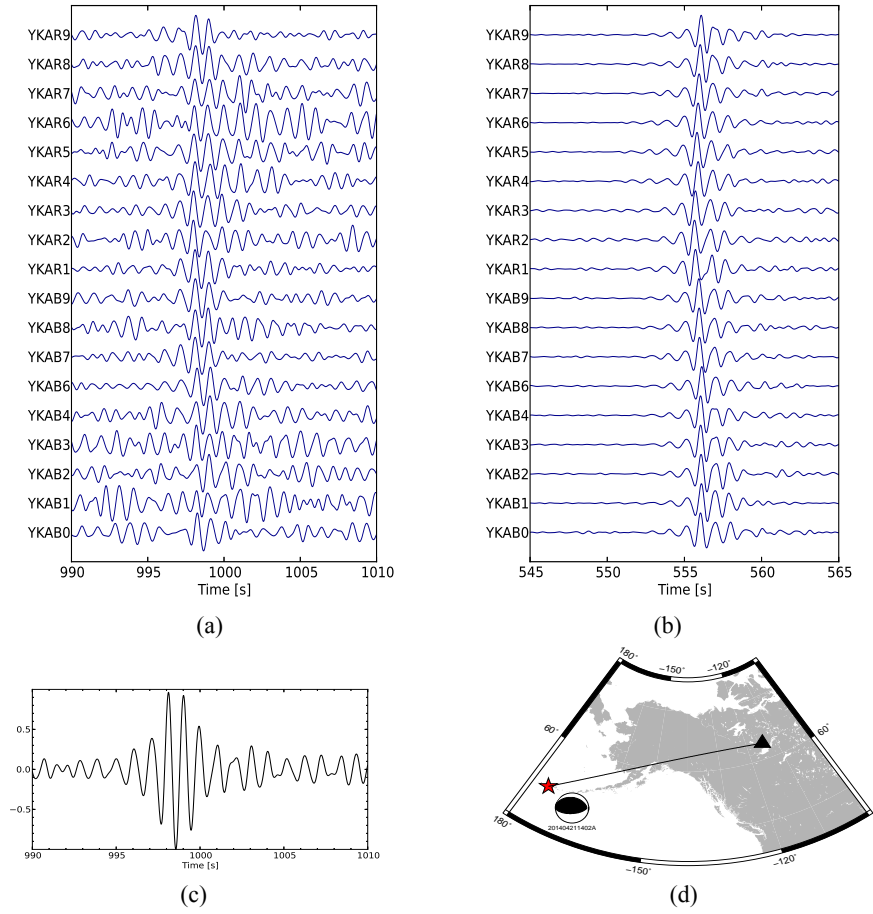 YKAR9
YKAR8
YKAR7
YKAR6
YKAR5
YKAR4
YKAR3
YKAR2
YKAR1
YKAB9
YKAB8
YKAB7
YKAB6
YKAB4
YKAB3
YKAB2
YKAB1
YKAB0
990 995 1000 1005 1010
Time [s]
(a)
YKAR9
YKAR8
YKAR7
YKAR6
YKAR5
YKAR4
YKAR3
YKAR2
YKAR1
YKAB9
YKAB8
YKAB7
YKAB6
YKAB4
YKAB3
YKAB2
YKAB1
YKAB0
545 550 555 560 565
Time [s]
(b)
0.5
0.0
−0.5
990 995 1000 1005 1010
Time [s]
(c)
180˚ −150˚ −120˚
60˚ 60˚
201404211402A
180˚ −150˚ −120˚
(d)